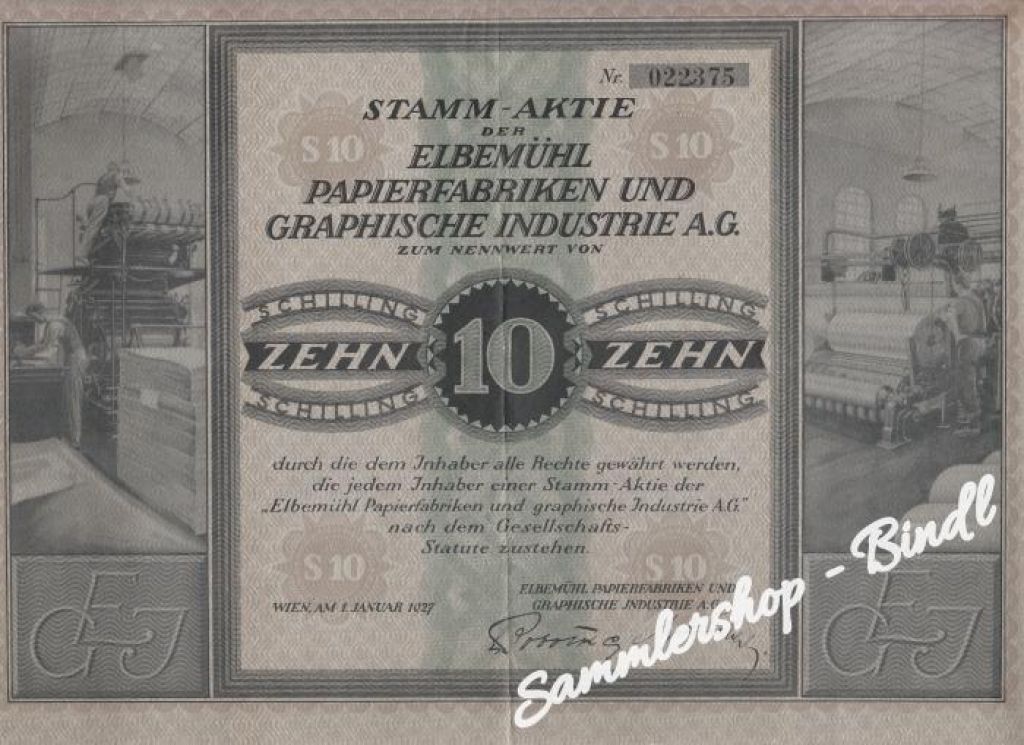 Nr. 022375
STAMM-AKTIE
DER
S 10 S 10
ELBEMÜHL
PAPIERFABRIKEN UND
GRAPHISCHE INDUSTRIE A.G.
ZUM NENNWERT VON
SCHILLING SCHILLING
ZEHN 10 ZEHN
SCHILLING SCHILLING
durch die dem Inhaber alle Rechte gewährt werden,
die jedem Inhaber einer Stamm-Aktie der
„Elbemühl Papierfabriken und graphische Industrie A.G."
nach dem Gesellschafts-
Statute zustehen.
S 10 S 10
ELBEMÜHL PAPIERFABRIKEN UND
WIEN, AM 1. JANUAR 1927 GRAPHISCHE INDUSTRIE A.G.
Sammlershop - Bindl